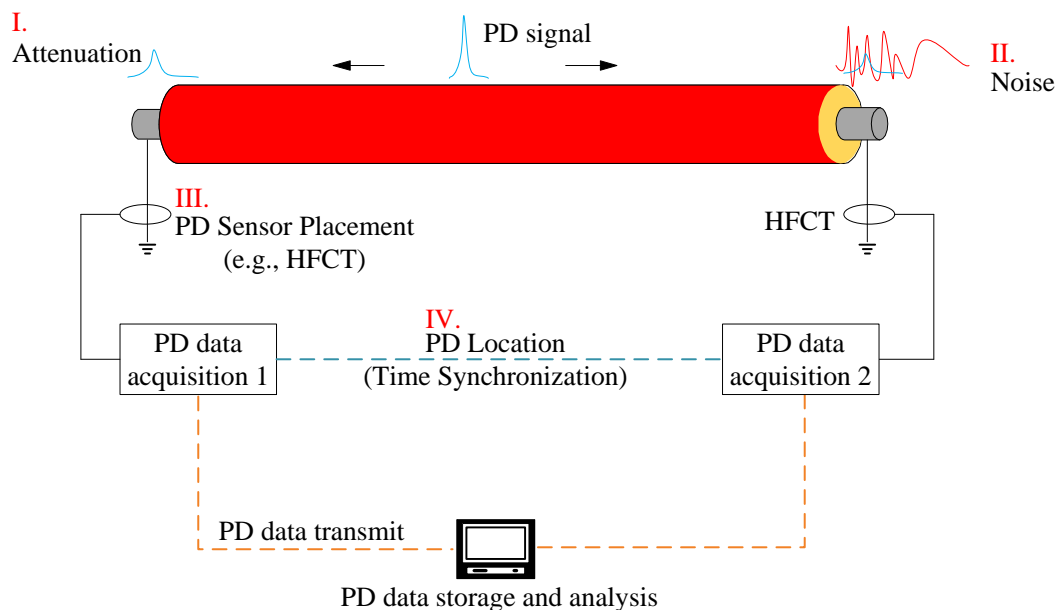 I.
Attenuation
PD signal
II.
Noise
III.
PD Sensor Placement
(e.g., HFCT)
HFCT
IV.
PD Location
(Time Synchronization)
PD data
acquisition 1
PD data
acquisition 2
PD data transmit
PD data storage and analysis